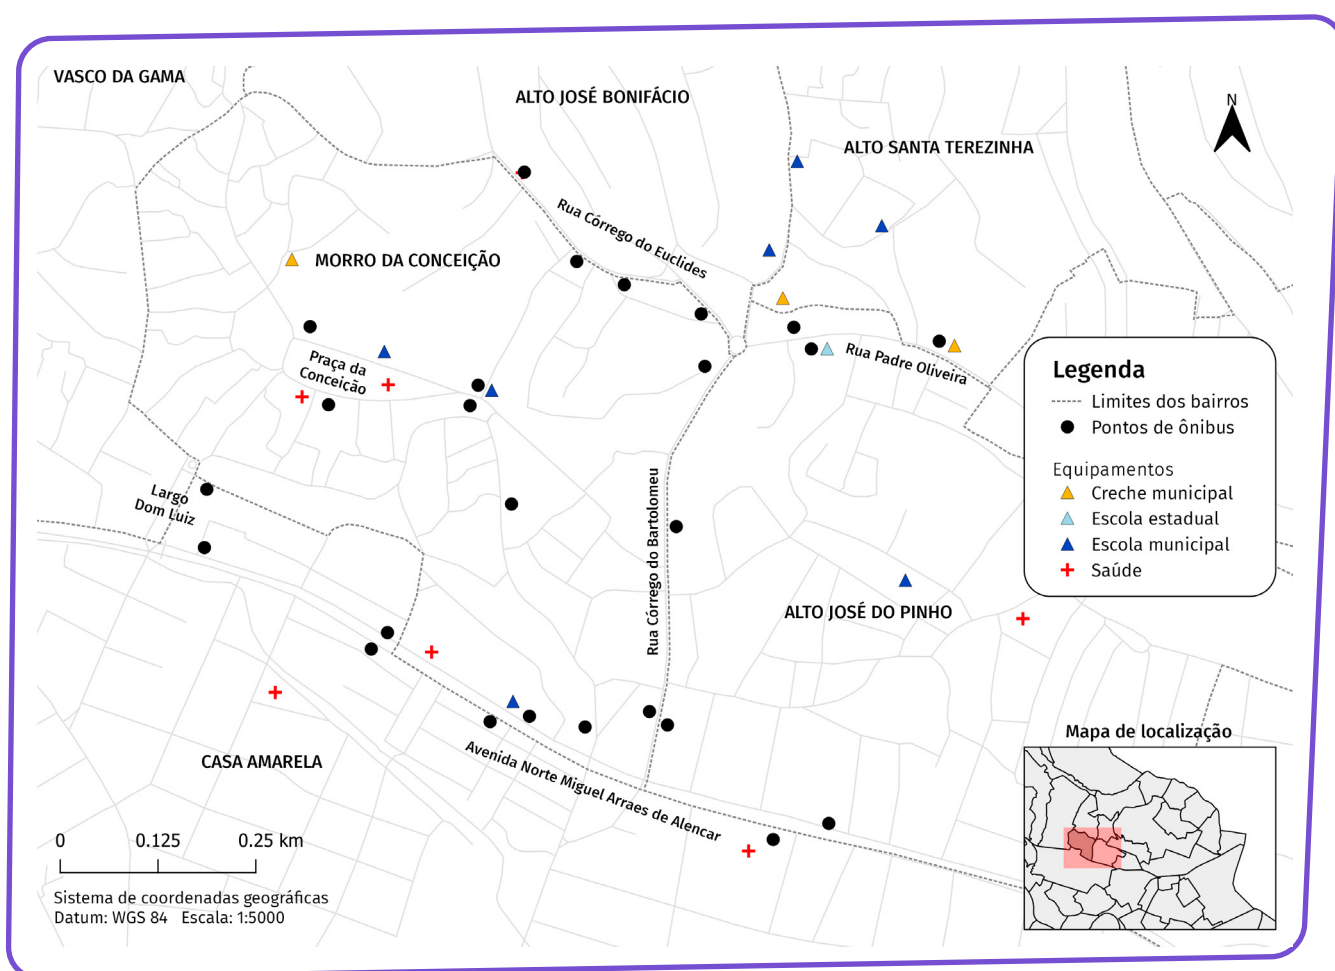 VASCO DA GAMA
ALTO JOSÉ BONIFÁCIO
N
ALTO SANTA TEREZINHA
Rua Córrego do Euclides
MORRO DA CONCEIÇÃO
Praça da
Conceição
Rua Padre Oliveira
Legenda
Limites dos bairros
Pontos de ônibus
Equipamentos
Creche municipal
Escola estadual
Escola municipal
Saúde
Largo
Dom Luiz
Rua Córrego do Bartolomeu
ALTO JOSÉ DO PINHO
Mapa de localização
CASA AMARELA
Avenida Norte Miguel Arraes de Alencar
0 0.125 0.25 km
Sistema de coordenadas geográficas
Datum: WGS 84 Escala: 1:5000